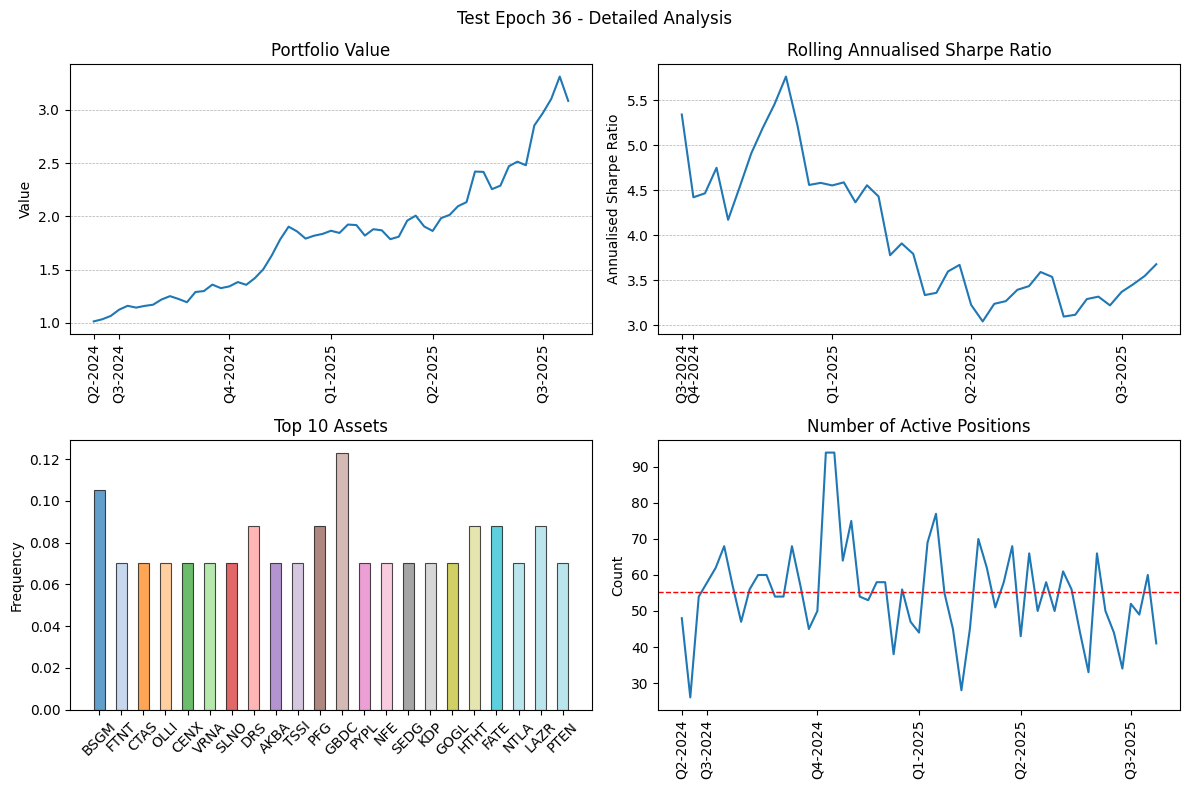 Test Epoch 36 - Detailed Analysis
Portfolio Value
Value
3.0
2.5
2.0
1.5
1.0
Q2-2024
Q3-2024
Q4-2024
Q1-2025
Q2-2025
Q3-2025
Rolling Annualised Sharpe Ratio
Annualised Sharpe Ratio
5.5
5.0
4.5
4.0
3.5
3.0
Q3-2024
Q4-2024
Q1-2025
Q2-2025
Q3-2025
Top 10 Assets
Frequency
0.12
0.10
0.08
0.06
0.04
0.02
0.00
BSGM
FTNT
CTAS
OLLI
CENX
VRNA
SLNO
DRS
AKBA
TSSI
PFG
GBDC
PYPL
NFE
SEDG
KDP
GOGL
HTHT
FATE
NTLA
LAZR
PTEN
Number of Active Positions
Count
90
80
70
60
50
40
30
Q2-2024
Q3-2024
Q4-2024
Q1-2025
Q2-2025
Q3-2025